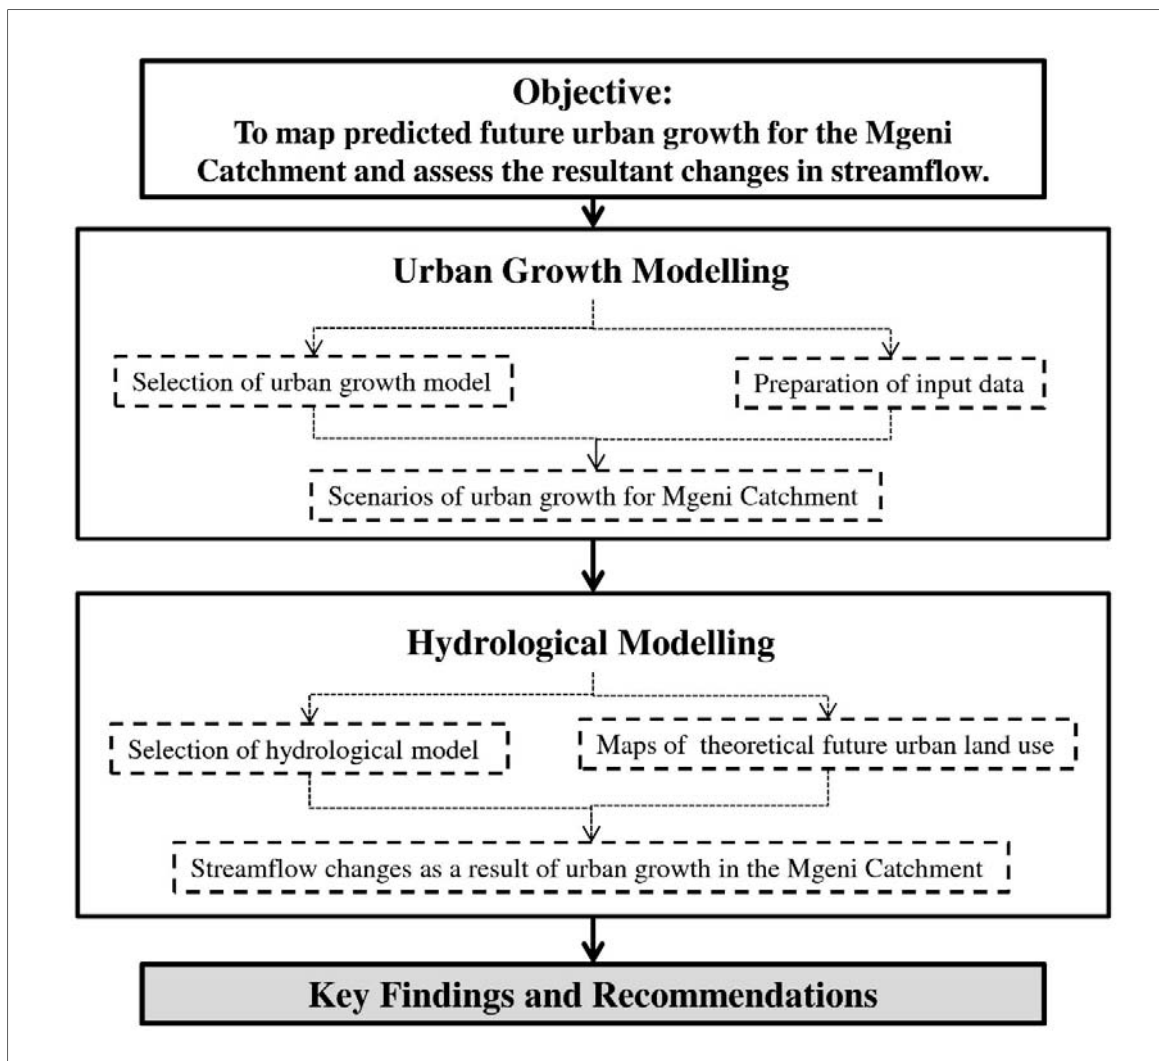 Objective:
To map predicted future urban growth for the Mgeni
Catchment and assess the resultant changes in streamflow.
Urban Growth Modelling
Selection of urban growth model
Preparation of input data
Scenarios of urban growth for Mgeni Catchment
Hydrological Modelling
Selection of hydrological model
Maps of theoretical future urban land use
Streamflow changes as a result of urban growth in the Mgeni Catchment
Key Findings and Recommendations